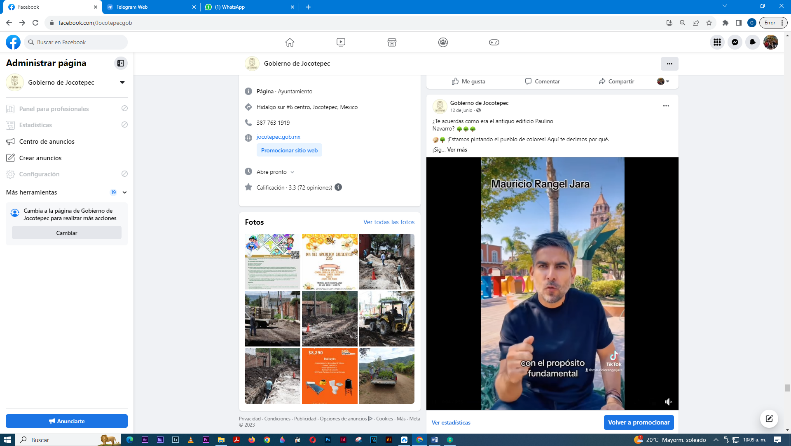 Facebook
Telegram Web
(1) WhatsApp
facebook.com/Jocotepecgob
Error
Buscar en Facebook
Administrar página
Gobierno de Jocotepec
Panel para profesionales
Estadísticas
Centro de anuncios
Crear anuncios
Configuración
Más herramientas
Cambia a la página de Gobierno de
Jocotepec para realizar más acciones
Cambiar
Anunciarte
Gobierno de Jocotepec
Página · Ayuntamiento
Hidalgo sur #6 centro, Jocotepec, Mexico
387 763 1919
jocotepec.gob.mx
Promocionar sitio web
Abre pronto
Calificación · 3,3 (72 opiniones)
Fotos
Ver todas las fotos
Privacidad · Condiciones · Publicidad · Opciones de anuncios · Cookies · Más · Meta
© 2023
Me gusta
Comentar
Compartir
Gobierno de Jocotepec
¿Te acuerdas como era el antiguo edificio Paulino
Navarro?
¡Estamos pintando el pueblo de colores! Aquí te decimos por qué.
¡Síg... Ver más
Mauricio Rangel Jara
con el propósito
fundamental
TikTok
Ver estadísticas
Volver a promocionar
Buscar
20°C Mayorm. soleado